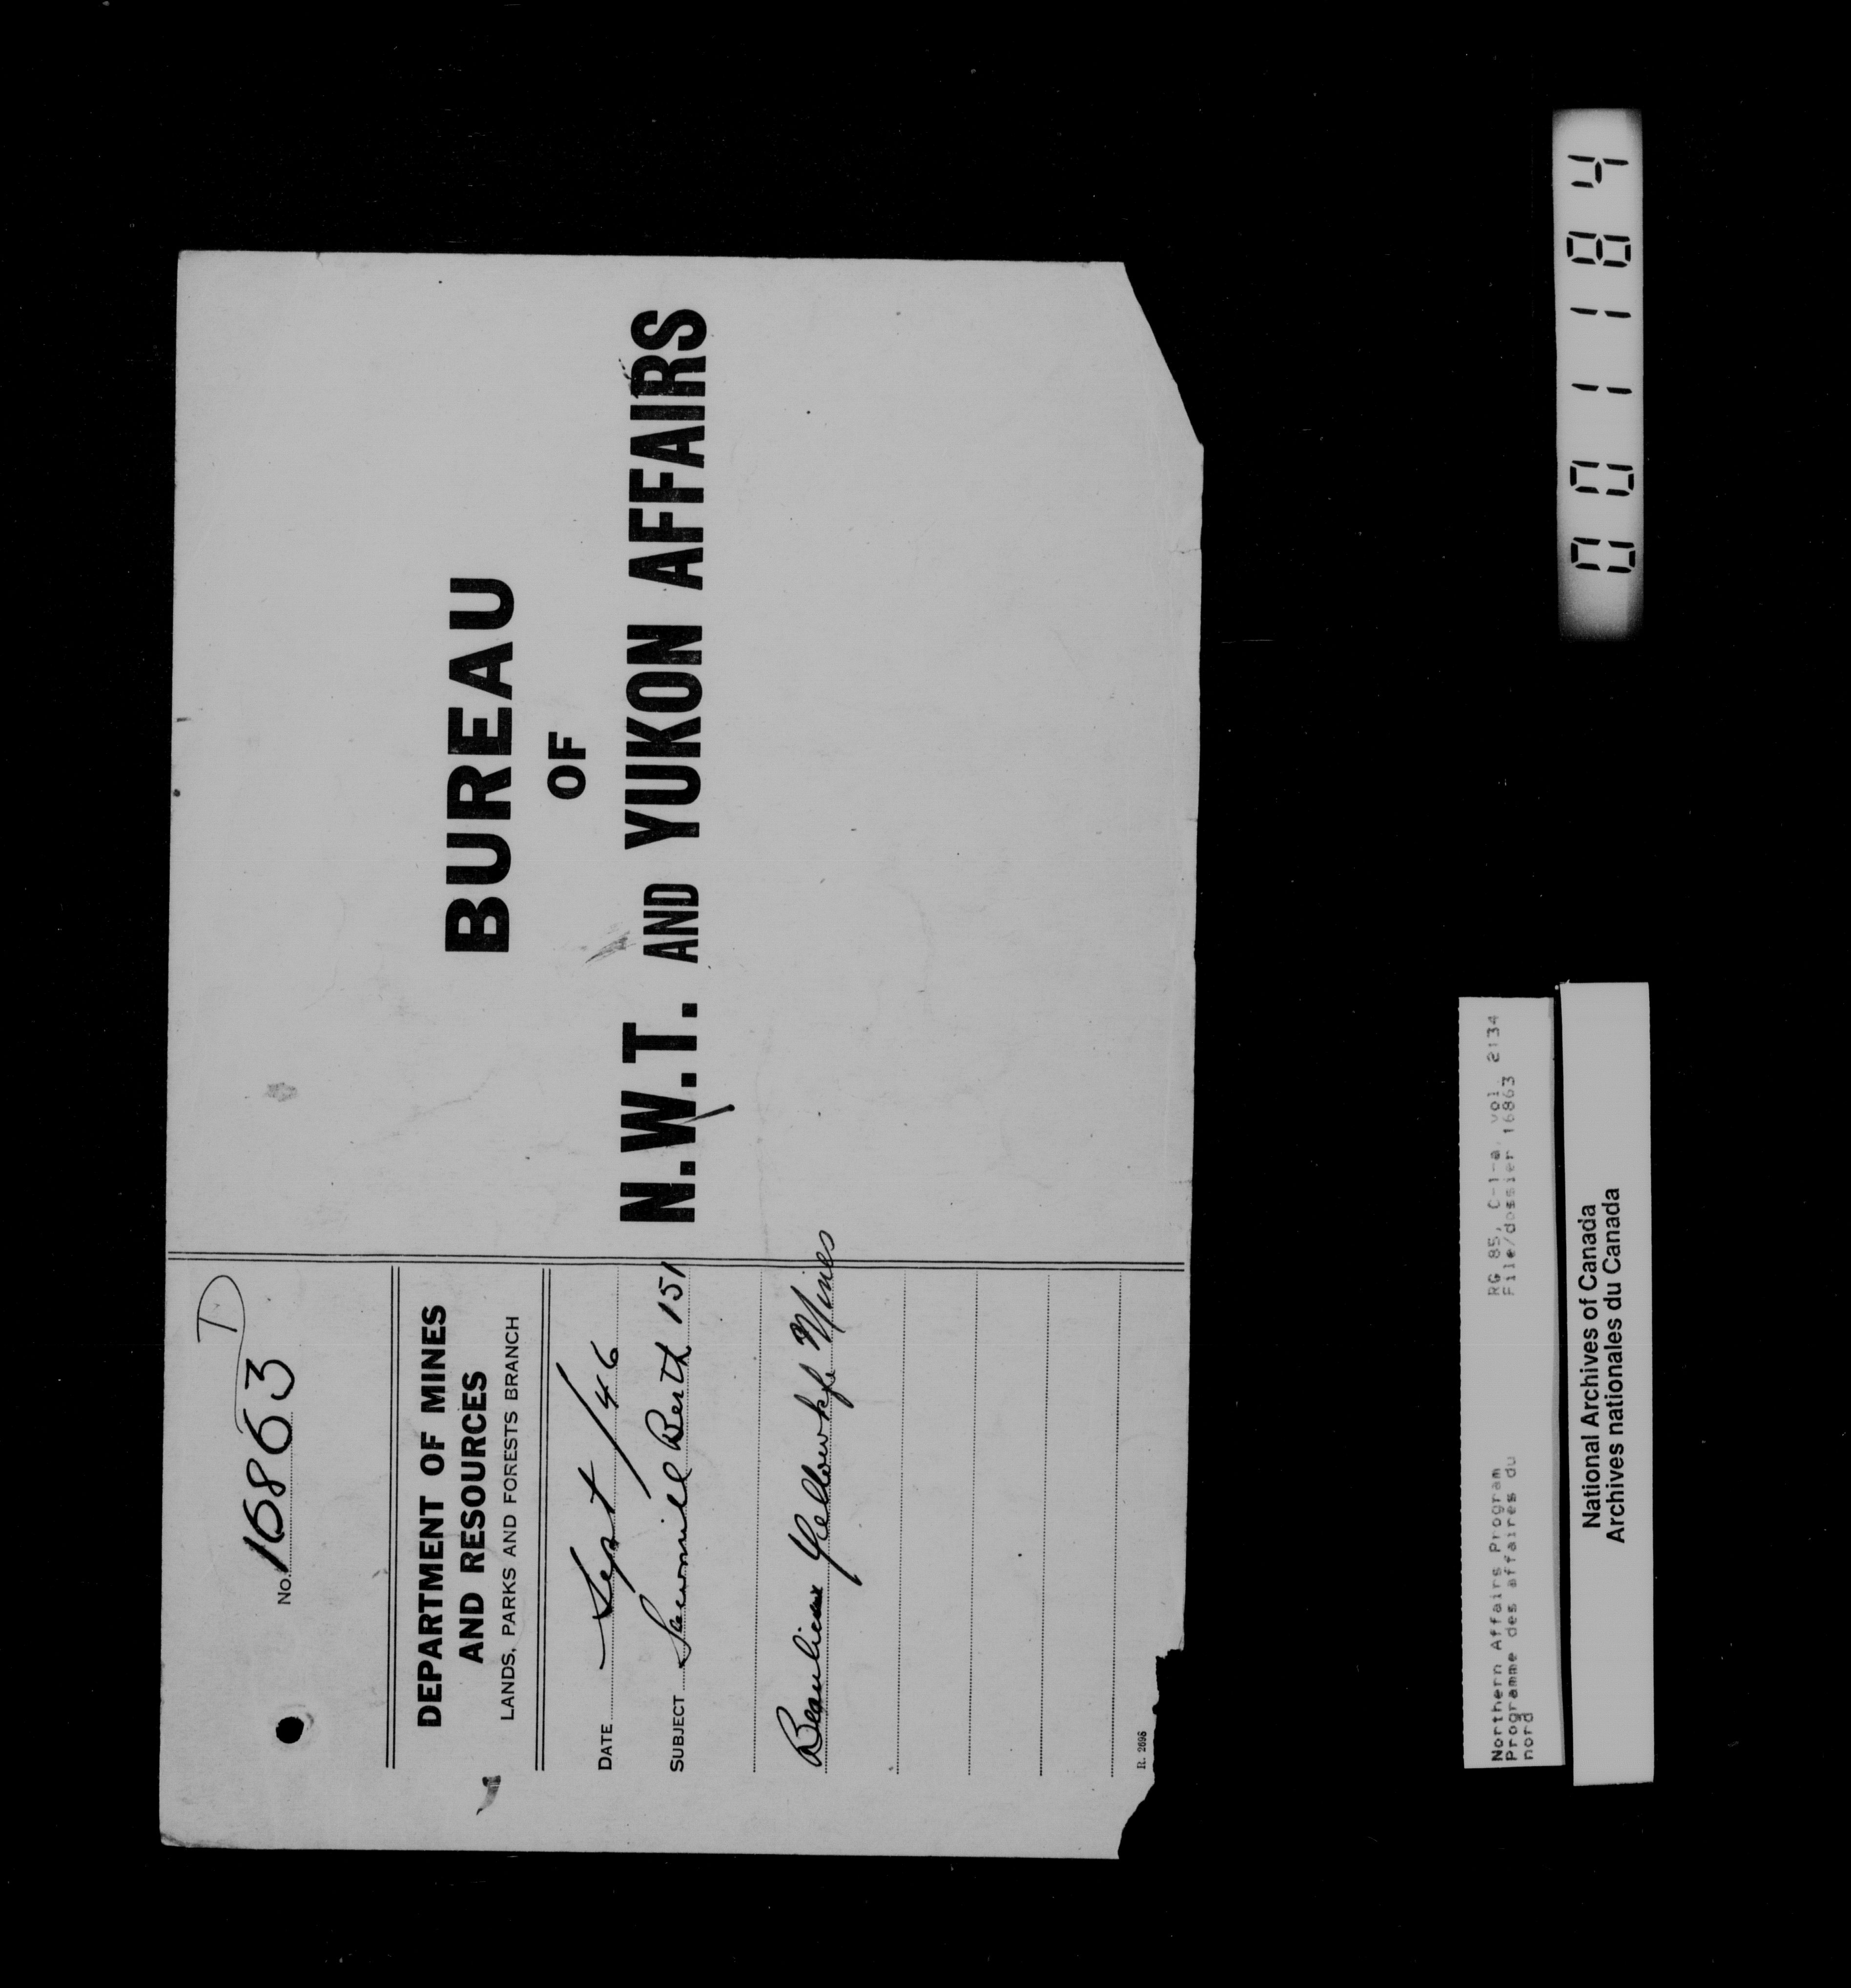 No. 16863 D
DEPARTMENT OF MINES
AND RESOURCES
LANDS, PARKS AND FORESTS BRANCH
DATE Sept /46
SUBJECT Sawmill Berth 151
Beaulieu Yellowkfe Mines
R. 2698
BUREAU
OF
N.W.T. AND YUKON AFFAIRS
Northern Affairs Program
Programme des affaires du
nord
RG 85, C-1-a, vol. 2134
File/dossier 16863
National Archives of Canada
Archives nationales du Canada
001184